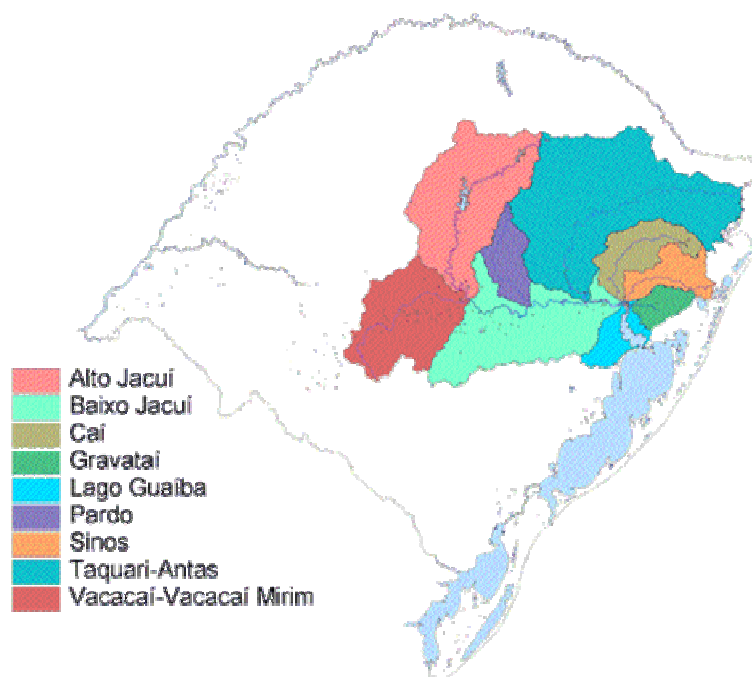 Alto Jacuí
Baixo Jacuí
Caí
Gravataí
Lago Guaíba
Pardo
Sinos
Taquari-Antas
Vacacaí-Vacacaí Mirim